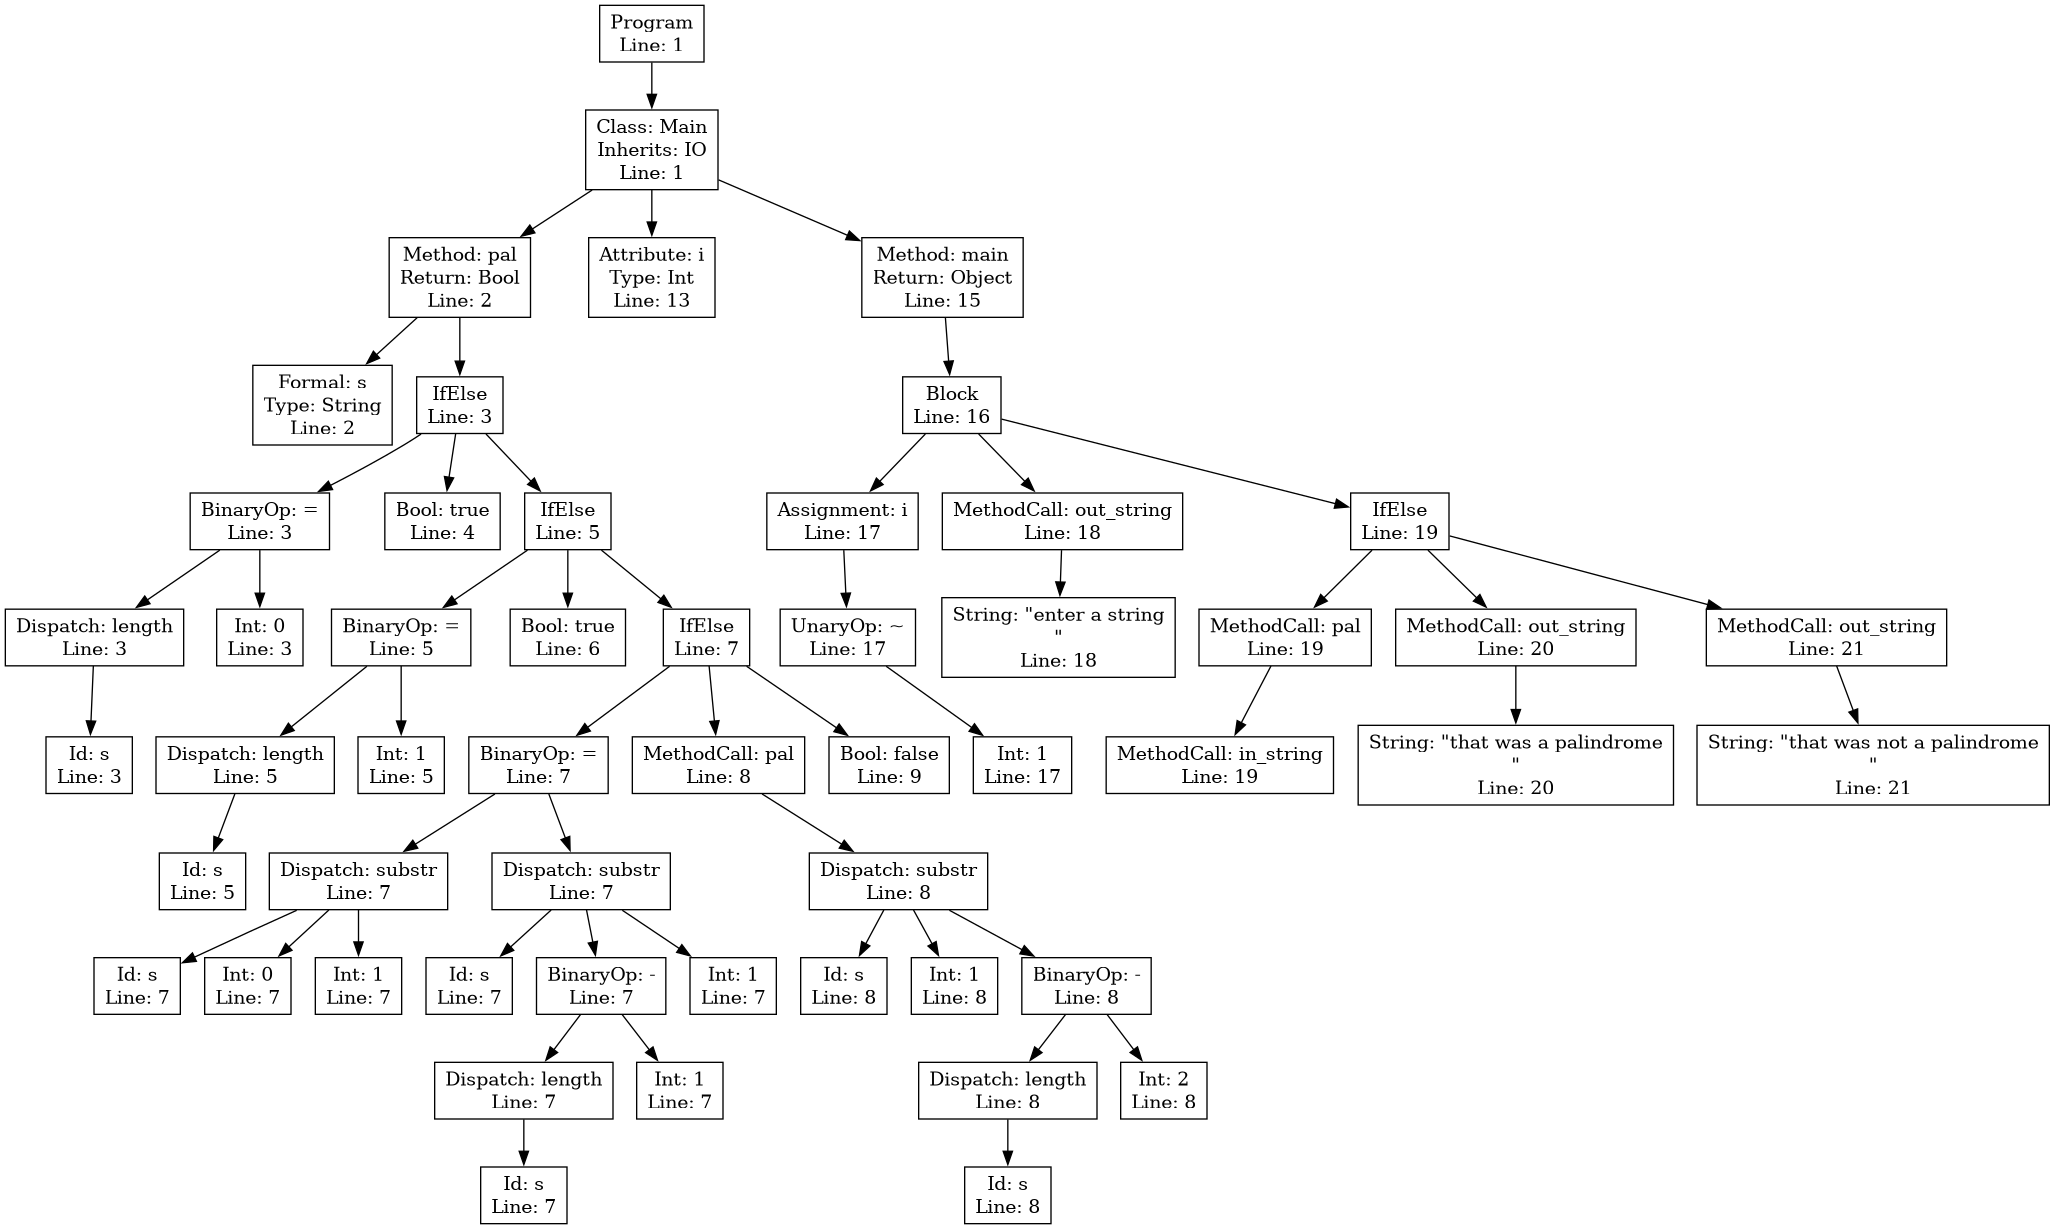 Program
Line: 1
Class: Main
Inherits: IO
Line: 1
Method: pal
Return: Bool
Line: 2
Attribute: i
Type: Int
Line: 13
Method: main
Return: Object
Line: 15
Formal: s
Type: String
Line: 2
IfElse
Line: 3
Block
Line: 16
BinaryOp: =
Line: 3
Bool: true
Line: 4
IfElse
Line: 5
Assignment: i
Line: 17
MethodCall: out_string
Line: 18
IfElse
Line: 19
Dispatch: length
Line: 3
Int: 0
Line: 3
BinaryOp: =
Line: 5
Bool: true
Line: 6
IfElse
Line: 7
UnaryOp: ~
Line: 17
String: "enter a string
"
Line: 18
MethodCall: pal
Line: 19
MethodCall: out_string
Line: 20
MethodCall: out_string
Line: 21
Id: s
Line: 3
Dispatch: length
Line: 5
Int: 1
Line: 5
BinaryOp: =
Line: 7
MethodCall: pal
Line: 8
Bool: false
Line: 9
Int: 1
Line: 17
MethodCall: in_string
Line: 19
String: "that was a palindrome
"
Line: 20
String: "that was not a palindrome
"
Line: 21
Id: s
Line: 5
Dispatch: substr
Line: 7
Dispatch: substr
Line: 7
Dispatch: substr
Line: 8
Id: s
Line: 7
Int: 0
Line: 7
Int: 1
Line: 7
Id: s
Line: 7
BinaryOp: -
Line: 7
Int: 1
Line: 7
Id: s
Line: 8
Int: 1
Line: 8
BinaryOp: -
Line: 8
Dispatch: length
Line: 7
Int: 1
Line: 7
Dispatch: length
Line: 8
Int: 2
Line: 8
Id: s
Line: 7
Id: s
Line: 8